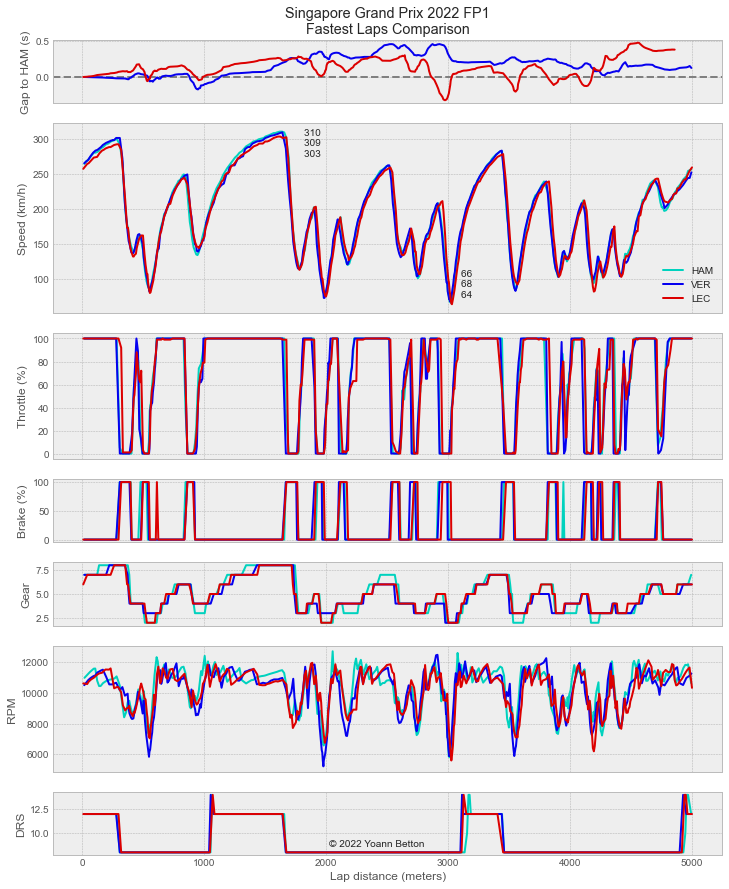 Singapore Grand Prix 2022 FP1
Fastest Laps Comparison
Gap to HAM (s)
0.5
0.0
Speed (km/h)
300
250
200
150
100
310
309
303
66
68
64
HAM
VER
LEC
Throttle (%)
100
80
60
40
20
0
Brake (%)
100
50
0
Gear
7.5
5.0
2.5
RPM
12000
10000
8000
6000
DRS
12.5
10.0
© 2022 Yoann Betton
0
1000
2000
3000
4000
5000
Lap distance (meters)